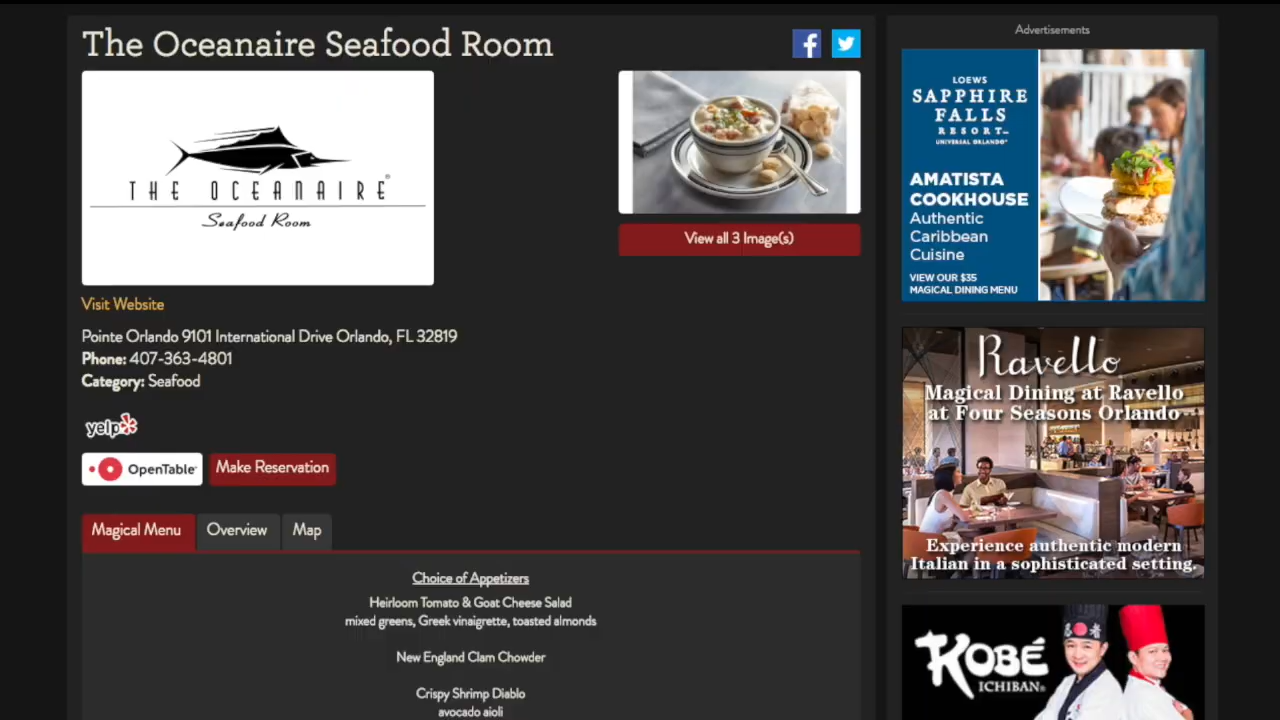 The Oceanaire Seafood Room
THE OCEANAIRE®
Seafood Room
View all 3 Image(s)
Visit Website
Pointe Orlando 9101 International Drive Orlando, FL 32819
Phone: 407-363-4801
Category: Seafood
yelp
OpenTable
Make Reservation
Magical Menu
Overview
Map
Choice of Appetizers
Heirloom Tomato & Goat Cheese Salad
mixed greens, Greek vinaigrette, toasted almonds
New England Clam Chowder
Crispy Shrimp Diablo
avocado aioli
Advertisements
LOEWS
SAPPHIRE
FALLS
RESORT
UNIVERSAL ORLANDO
AMATISTA
COOKHOUSE
Authentic
Caribbean
Cuisine
VIEW OUR $35
MAGICAL DINING MENU
Ravello
Magical Dining at Ravello
at Four Seasons Orlando
Experience authentic modern
Italian in a sophisticated setting.
KOBÉ
ICHIBAN